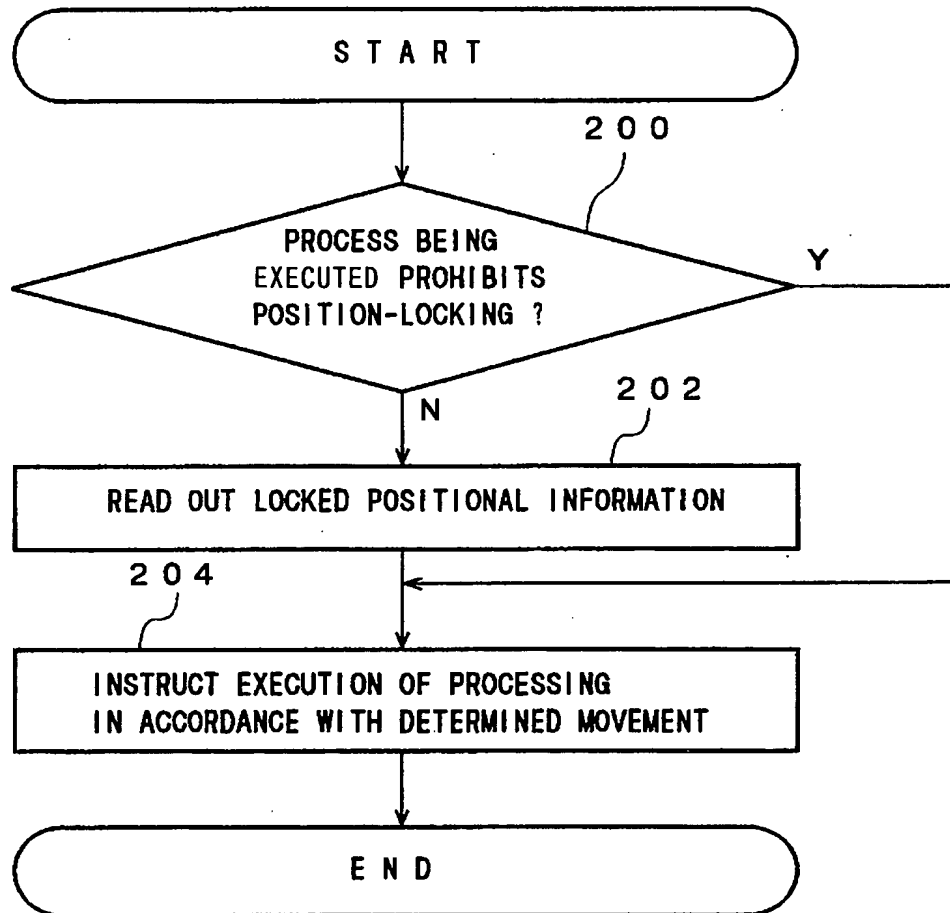 START
200
PROCESS BEING
EXECUTED PROHIBITS
POSITION-LOCKING ?
Y
N
202
READ OUT LOCKED POSITIONAL INFORMATION
204
INSTRUCT EXECUTION OF PROCESSING
IN ACCORDANCE WITH DETERMINED MOVEMENT
END